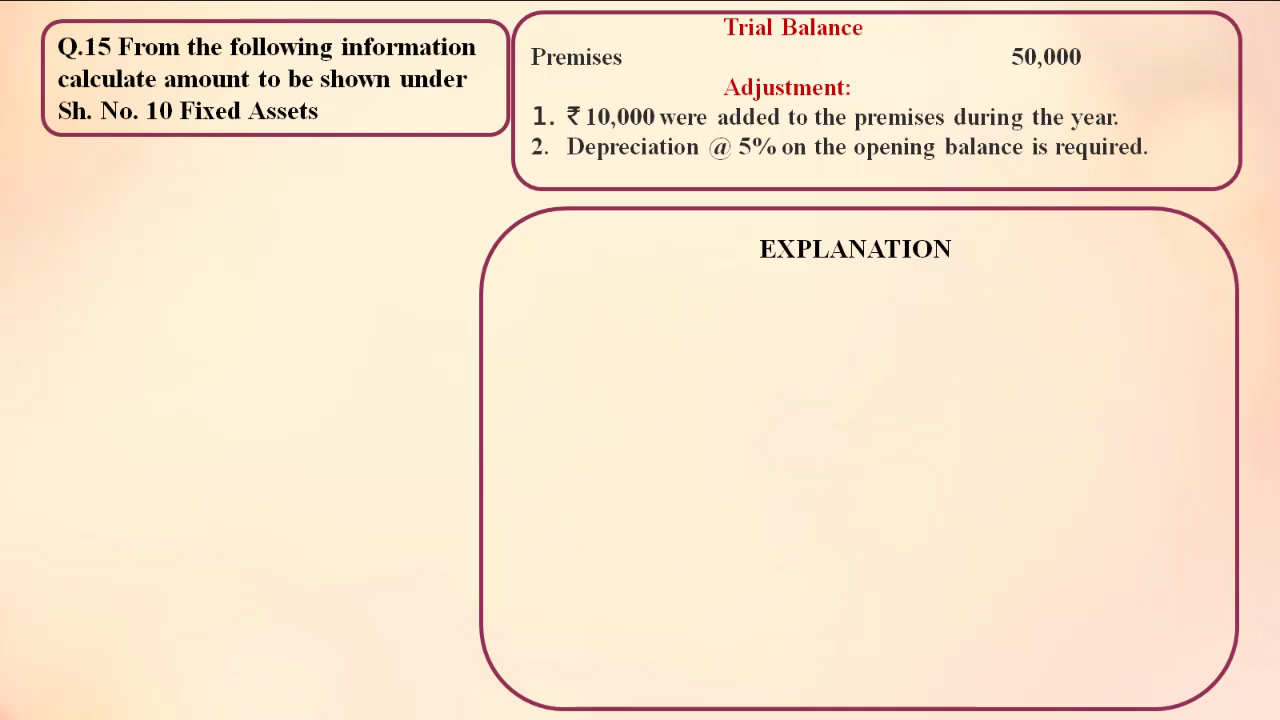 Q.15 From the following information
calculate amount to be shown under
Sh. No. 10 Fixed Assets
Trial Balance
Premises 50,000
Adjustment:
1. ₹ 10,000 were added to the premises during the year.
2. Depreciation @ 5% on the opening balance is required.
EXPLANATION